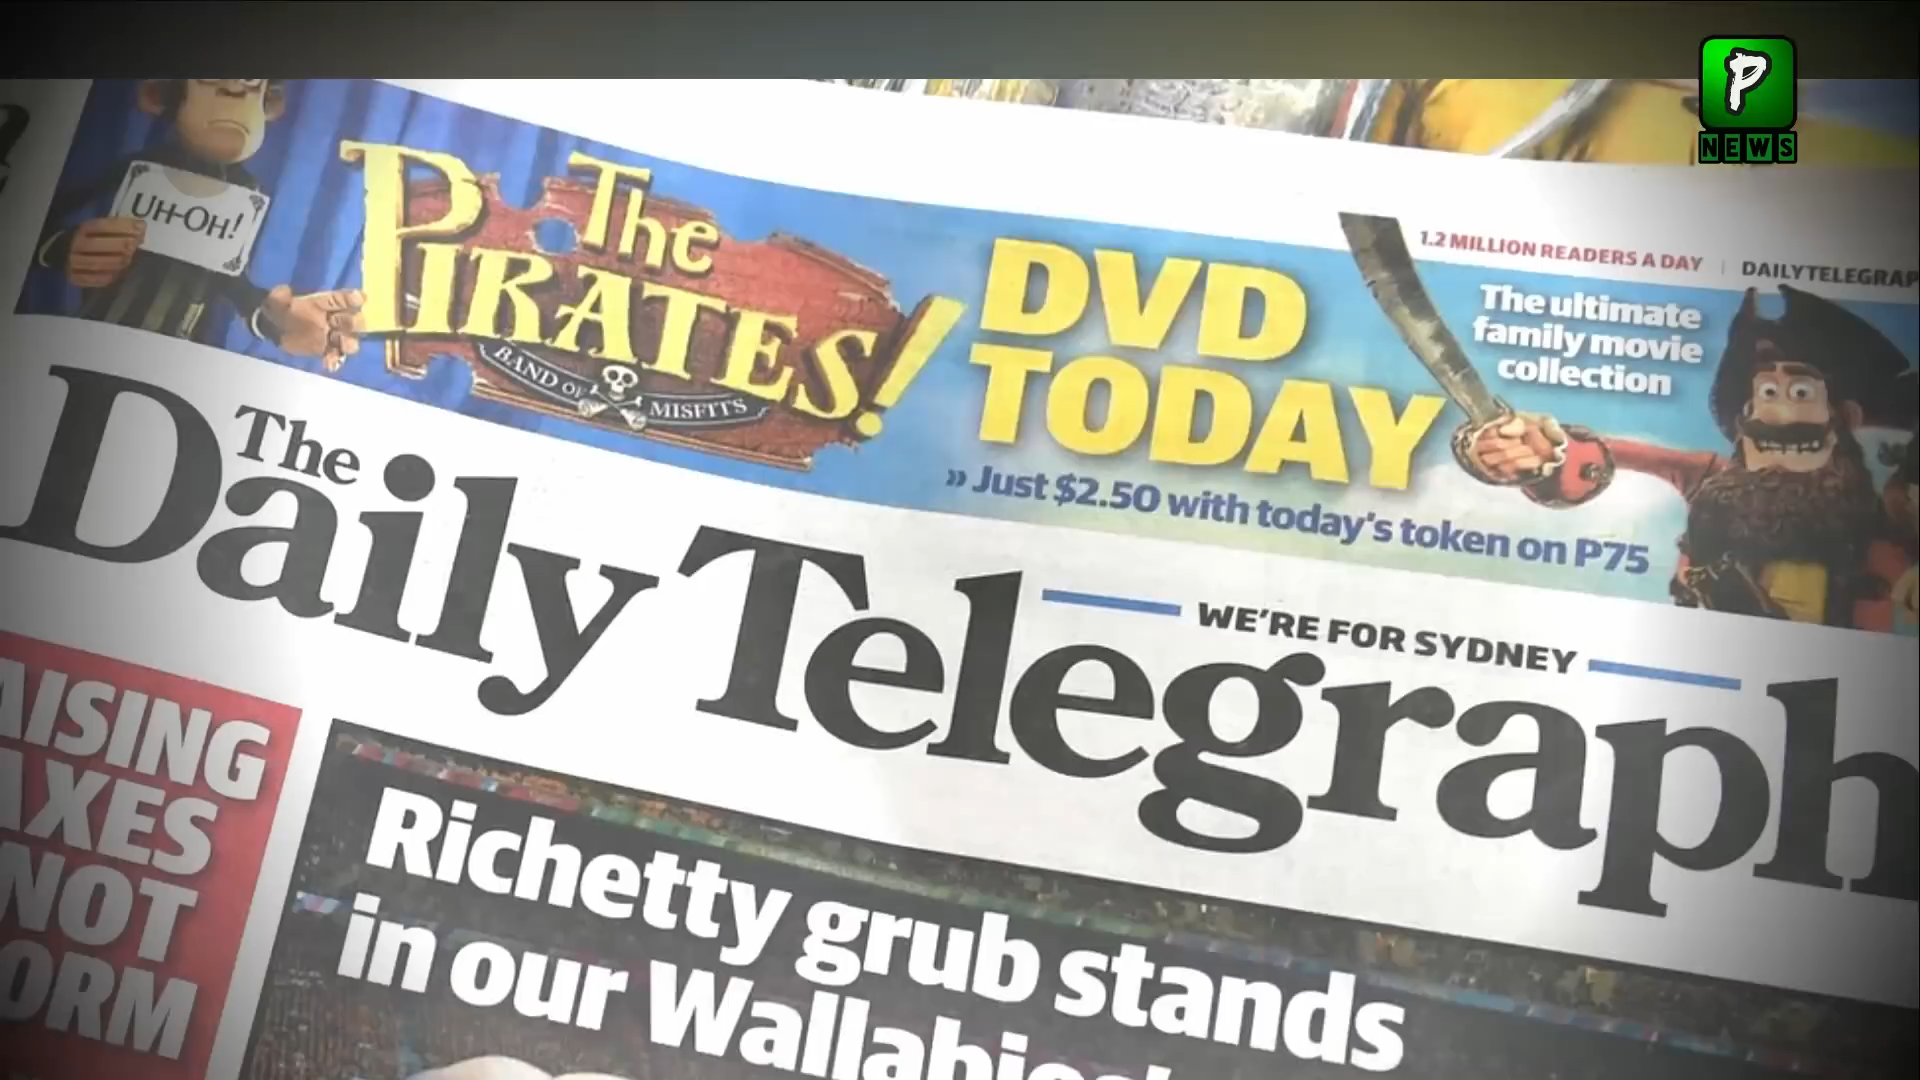 P
NEWS
UH-OH!
The
PIRATES!
BAND OF MISFITS
DVD
TODAY
» Just $2.50 with today's token on P75
1.2 MILLION READERS A DAY | DAILYTELEGRAP
The ultimate
family movie
collection
The
Daily Telegraph
WE'RE FOR SYDNEY
AISING
AXES
NOT
ORM
Richetty grub stands
in our Wallabies'